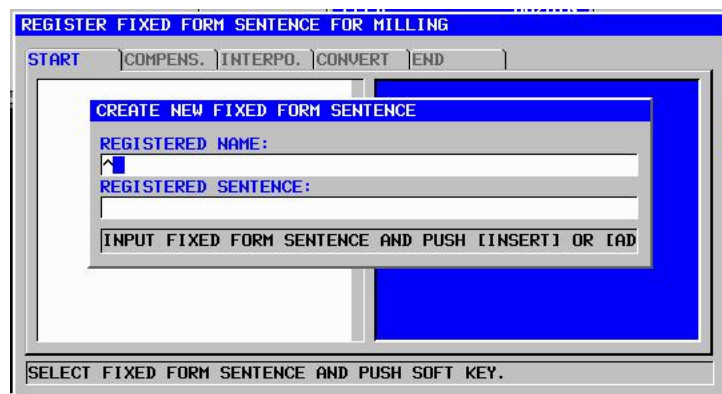 REGISTER FIXED FORM SENTENCE FOR MILLING
START COMPENS. INTERPO. CONVERT END
CREATE NEW FIXED FORM SENTENCE
REGISTERED NAME:
^
REGISTERED SENTENCE:
INPUT FIXED FORM SENTENCE AND PUSH [INSERT] OR [AD
SELECT FIXED FORM SENTENCE AND PUSH SOFT KEY.